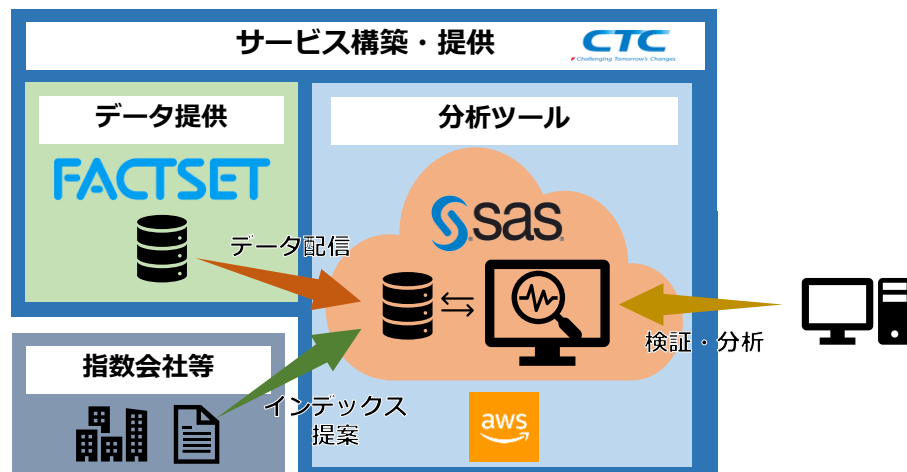 サービス構築・提供
CTC
Challenging Tomorrow's Changes
データ提供
FACTSET
分析ツール
sas
データ配信
検証・分析
指数会社等
インデックス
提案
aws